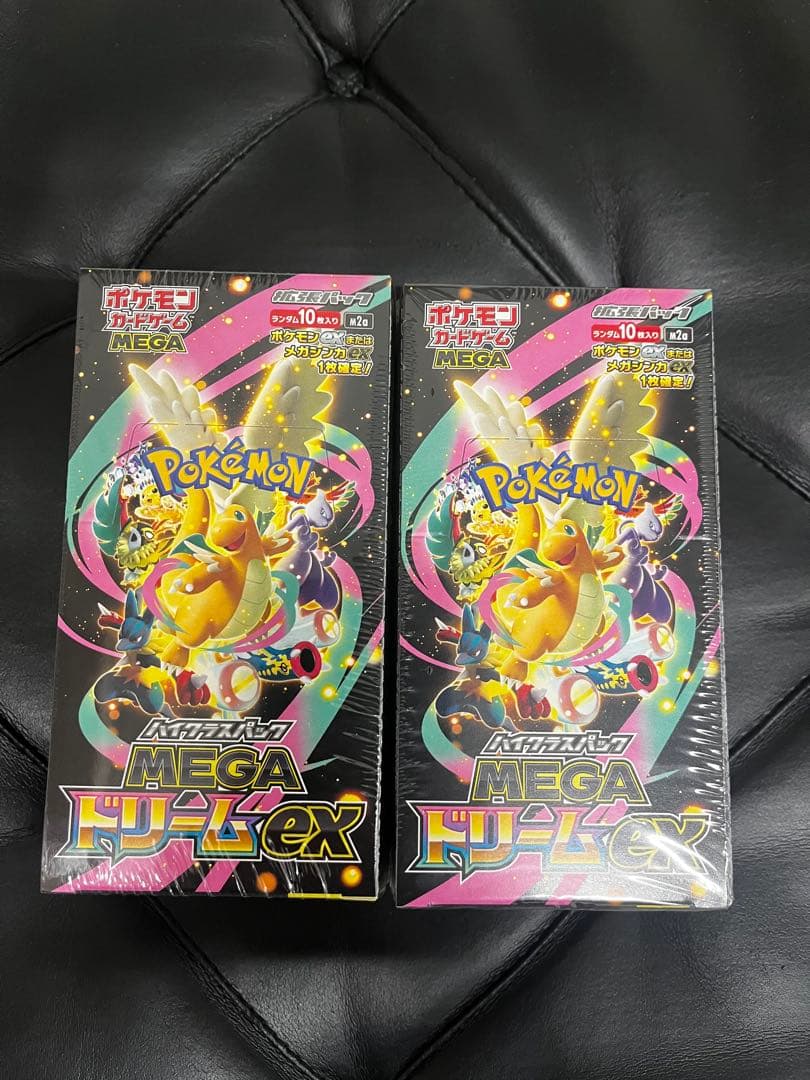 ポケモン
カードゲーム
MEGA
拡張パック
ランダム10枚入り
M2a
ポケモンexまたは
メガシンカex
1枚確定!
POKéMON
ハイクラスパック
MEGA
ドリームex
ポケモン
カードゲーム
MEGA
拡張パック
ランダム10枚入り
M2a
ポケモンexまたは
メガシンカex
1枚確定!
POKéMON
ハイクラスパック
MEGA
ドリームex